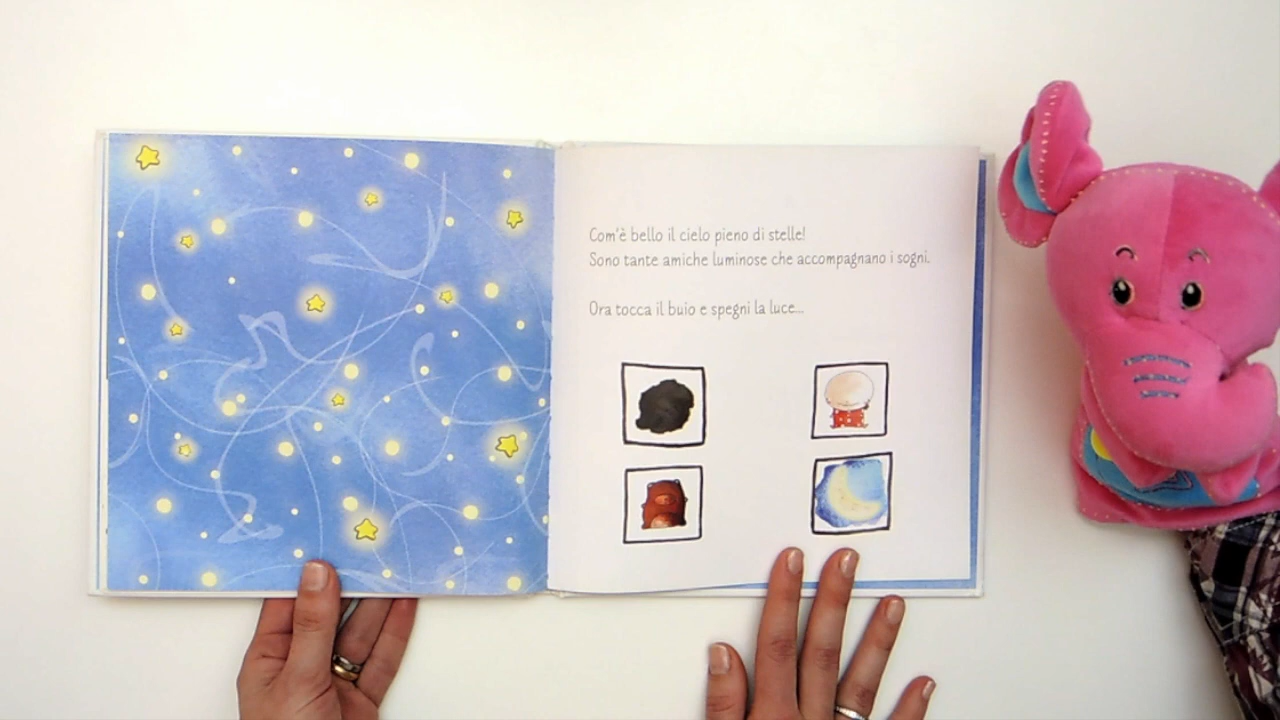 Com'è bello il cielo pieno di stelle!
Sono tante amiche luminose che accompagnano i sogni.
Ora tocca il buio e spegni la luce...